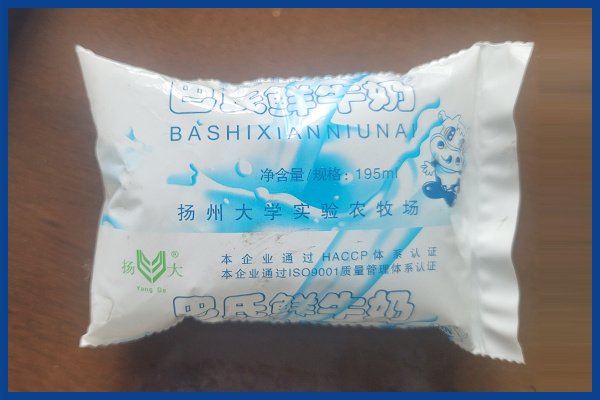 巴氏鲜牛奶
BASHIXIANNIUNAI
净含量/规格：195ml
扬州大学实验农牧场
扬大®
Yang Da
本企业通过HACCP体系认证
本企业通过ISO9001质量管理体系认证
巴氏鲜牛奶